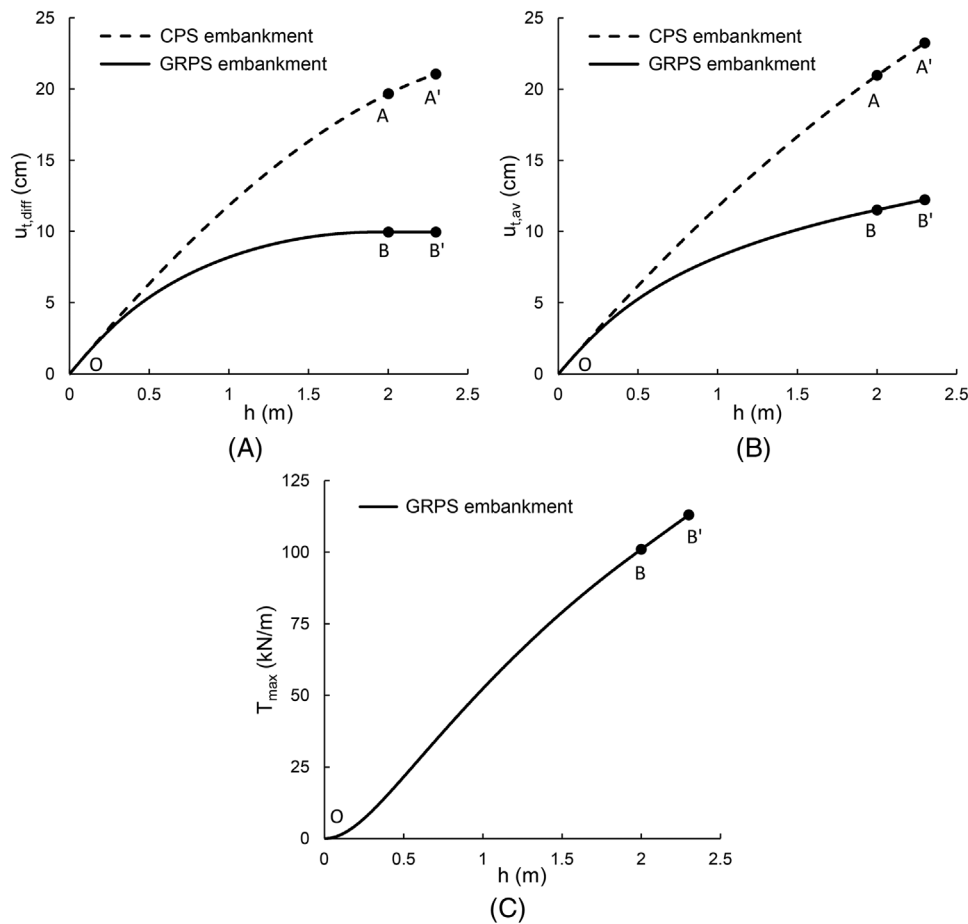 25
20
15
10
5
0
u_t,diff (cm)
CPS embankment
GRPS embankment
A
A'
B
B'
O
0 0.5 1 1.5 2 2.5
h (m)
(A)
25
20
15
10
5
0
u_t,av (cm)
CPS embankment
GRPS embankment
A
A'
B
B'
O
0 0.5 1 1.5 2 2.5
h (m)
(B)
125
100
75
50
25
0
T_max (kN/m)
GRPS embankment
B
B'
O
0 0.5 1 1.5 2 2.5
h (m)
(C)